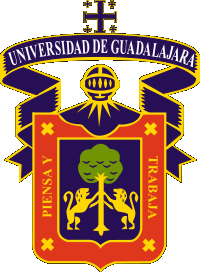 UNIVERSIDAD DE GUADALAJARA
PIENSA Y
TRABAJA